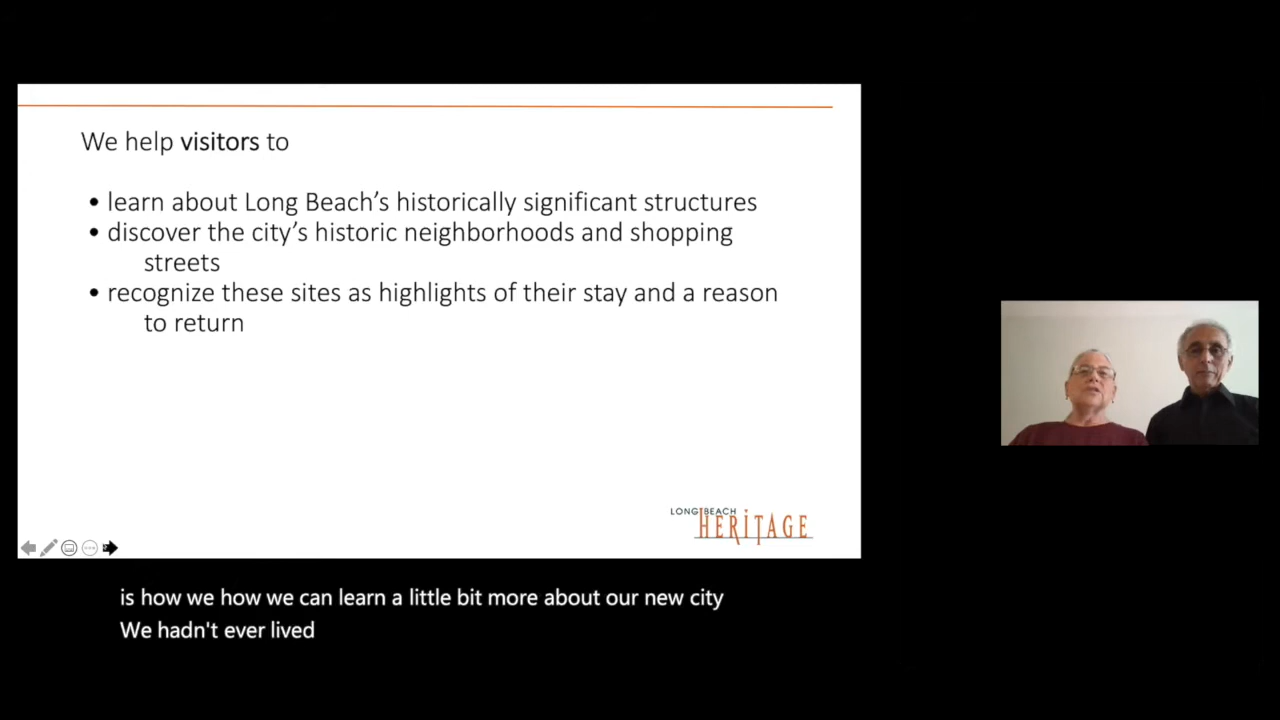 We help visitors to
• learn about Long Beach’s historically significant structures
• discover the city’s historic neighborhoods and shopping
streets
• recognize these sites as highlights of their stay and a reason
to return
LONG BEACH
HERITAGE
is how we how we can learn a little bit more about our new city
We hadn't ever lived